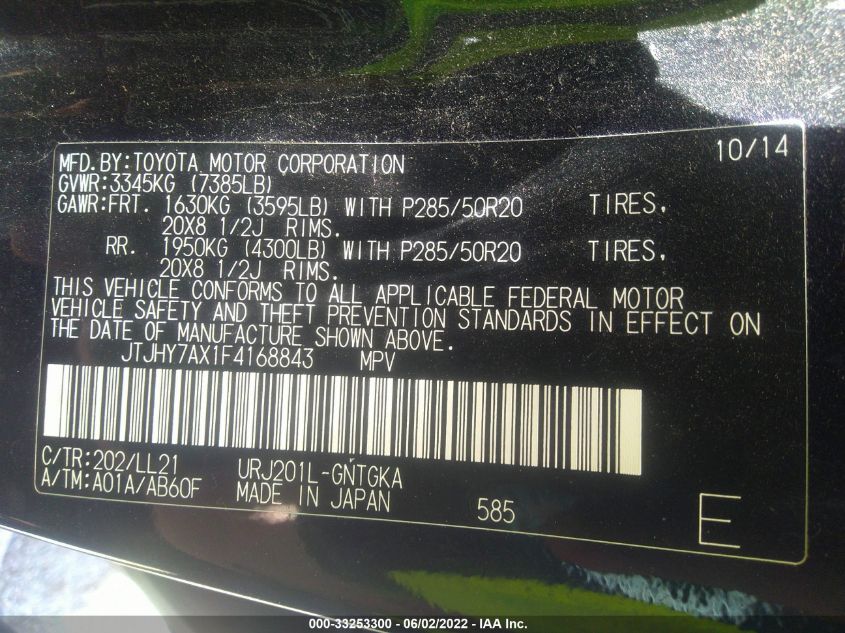 10/14
MFD.BY:TOYOTA MOTOR CORPORATION
GVWR:3345KG (7385LB)
GAWR:FRT. 1630KG (3595LB) WITH P285/50R20 TIRES,
20X8 1/2J RIMS.
RR. 1950KG (4300LB) WITH P285/50R20 TIRES,
20X8 1/2J RIMS.
THIS VEHICLE CONFORMS TO ALL APPLICABLE FEDERAL MOTOR
VEHICLE SAFETY AND THEFT PREVENTION STANDARDS IN EFFECT ON
THE DATE OF MANUFACTURE SHOWN ABOVE.
JTJHY7AX1F4168843 MPV
C/TR:202/LL21 URJ201L-GNTGKA
A/TM:A01A/AB60F MADE IN JAPAN 585 E
000-33253300 - 06/02/2022 - IAA Inc.